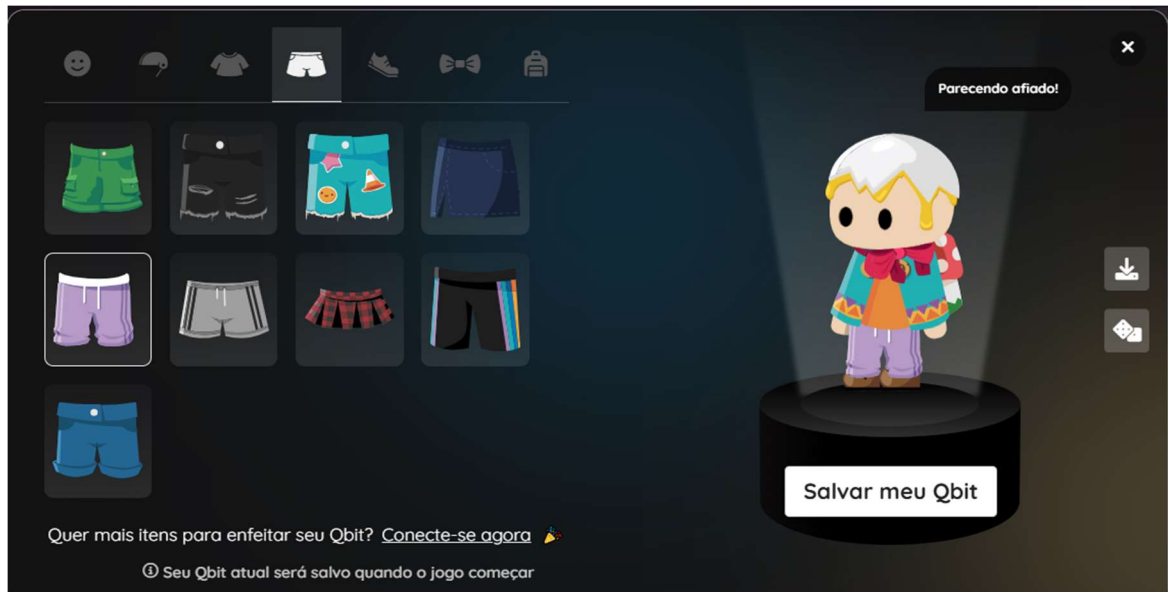 Parecendo afiado!
Salvar meu Qbit
Quer mais itens para enfeitar seu Qbit? Conecte-se agora
Seu Qbit atual será salvo quando o jogo começar